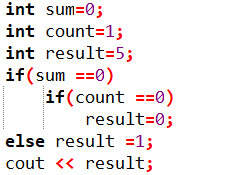 int sum=0;
int count=1;
int result=5;
if(sum ==0)
if(count ==0)
result=0;
else result =1;
cout << result;